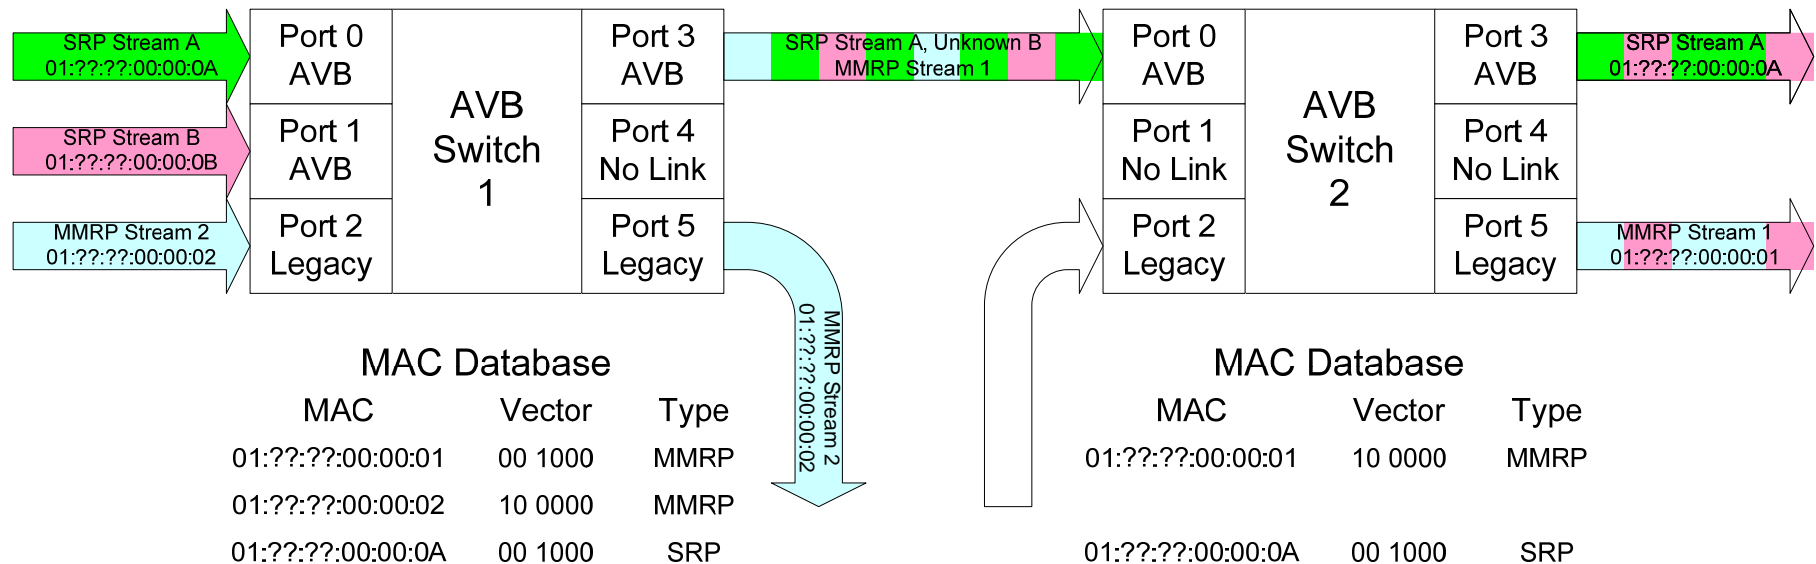 SRP Stream A
01:??:??:00:00:0A
SRP Stream B
01:??:??:00:00:0B
MMRP Stream 2
01:??:??:00:00:02
Port 0
AVB
Port 1
AVB
Port 2
Legacy
AVB
Switch
1
Port 3
AVB
Port 4
No Link
Port 5
Legacy
SRP Stream A, Unknown B
MMRP Stream 1
MMRP Stream 2
01:??:??:00:00:02
Port 0
AVB
Port 1
No Link
Port 2
Legacy
AVB
Switch
2
Port 3
AVB
Port 4
No Link
Port 5
Legacy
SRP Stream A
01:??:??:00:00:0A
MMRP Stream 1
01:??:??:00:00:01
MAC Database
MAC Vector Type
01:??:??:00:00:01 00 1000 MMRP
01:??:??:00:00:02 10 0000 MMRP
01:??:??:00:00:0A 00 1000 SRP
MAC Database
MAC Vector Type
01:??:??:00:00:01 10 0000 MMRP
01:??:??:00:00:0A 00 1000 SRP